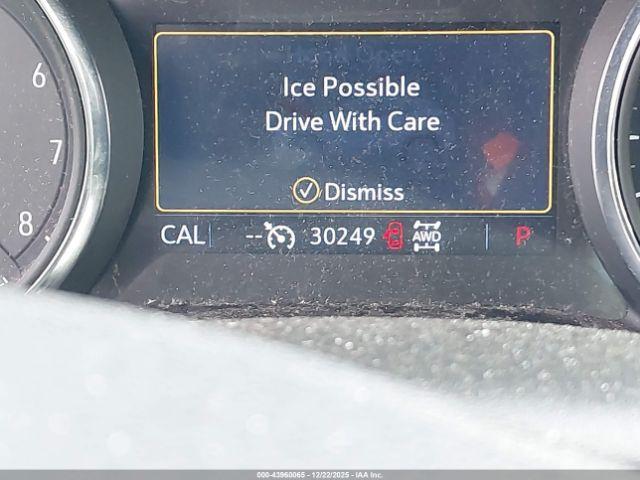 Ice Possible
Drive With Care
Dismiss
6
7
8
CAL -- 30249 AWD P
000-43960065 - 12/22/2025 - IAA Inc.